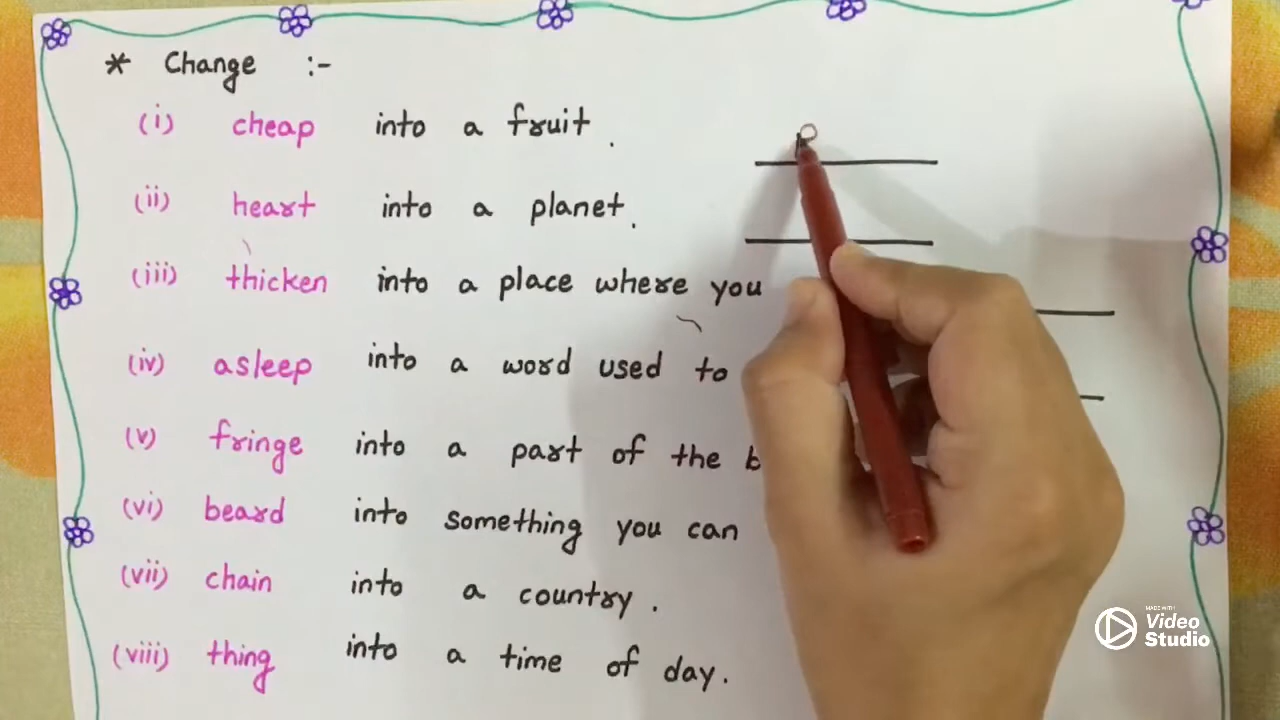 * Change :-
(i) cheap into a fruit.
(ii) heart into a planet.
(iii) thicken into a place where you
(iv) asleep into a word used to
(v) fringe into a part of the b
(vi) beard into something you can
(vii) chain into a country.
(viii) thing into a time of day.
MADE WITH
Video
Studio